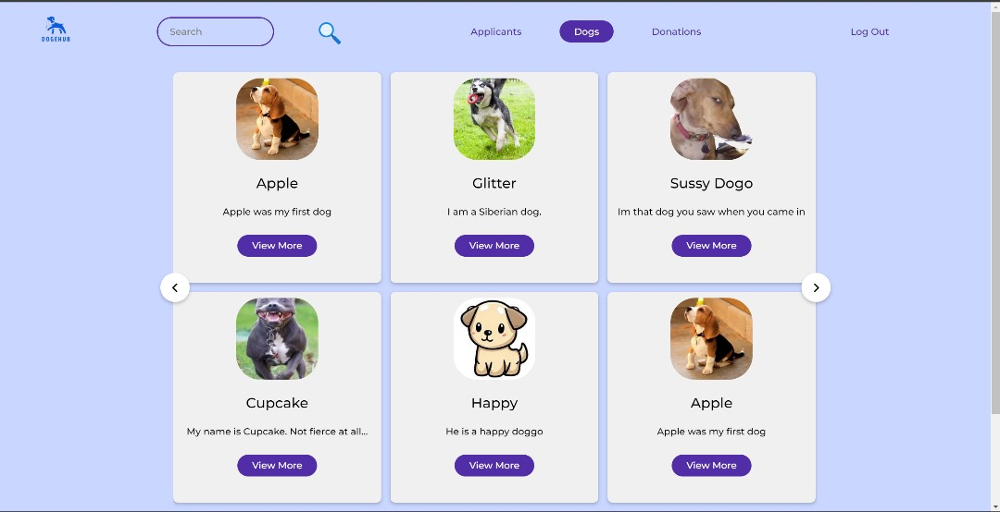 DOGEHUB
Search
Applicants
Dogs
Donations
Log Out
Apple
Apple was my first dog
View More
Glitter
I am a Siberian dog.
View More
Sussy Dogo
Im that dog you saw when you came in
View More
Cupcake
My name is Cupcake. Not fierce at all...
View More
Happy
He is a happy doggo
View More
Apple
Apple was my first dog
View More